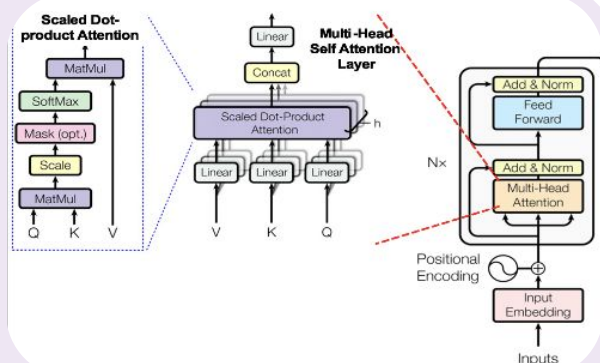 Scaled Dot-
product Attention
MatMul
SoftMax
Mask (opt.)
Scale
MatMul
Q K V
Multi-Head
Self Attention
Layer
Linear
Concat
Scaled Dot-Product
Attention
h
Linear Linear Linear
V K Q
Add & Norm
Feed
Forward
N×
Add & Norm
Multi-Head
Attention
Positional
Encoding
Input
Embedding
Inputs